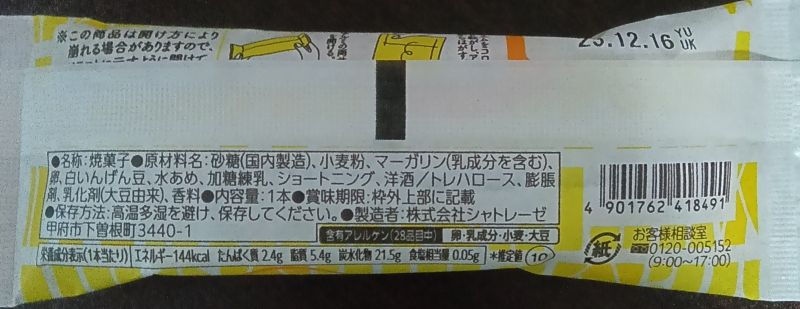 ※この商品は開け方により
崩れる場合がありますので、
25.12.16 YU
UK
●名称:焼菓子●原材料名:砂糖(国内製造)、小麦粉、マーガリン(乳成分を含む)、
卵、白いんげん豆、水あめ、加糖練乳、ショートニング、洋酒/トレハロース、膨脹
剤、乳化剤(大豆由来)、香料●内容量:1本●賞味期限:枠外上部に記載
●保存方法:高温多湿を避け、保存してください。●製造者:株式会社シャトレーゼ
甲府市下曽根町3440-1
含有アレルゲン(28品目中) 卵・乳成分・小麦・大豆
栄養成分表示(1本当たり) エネルギー144kcal たんぱく質 2.4g 脂質 5.4g 炭水化物 21.5g 食塩相当量 0.05g *推定値 10
4 901762 418491
紙
お客様相談室
0120-005152
(9:00~17:00)